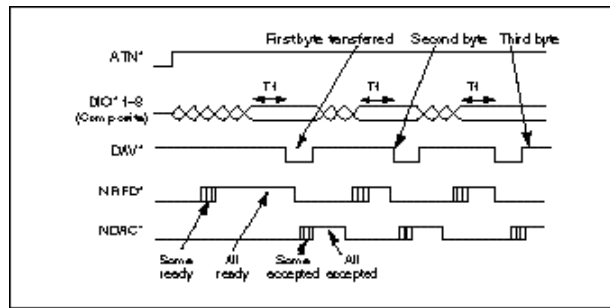 First byte transferred
Second byte
Third byte
ATN*
T1
T1
T1
DIO* 1–8
(Composite)
DAV*
NRFD*
NDAC*
Some
ready
All
ready
Some
accepted
All
accepted